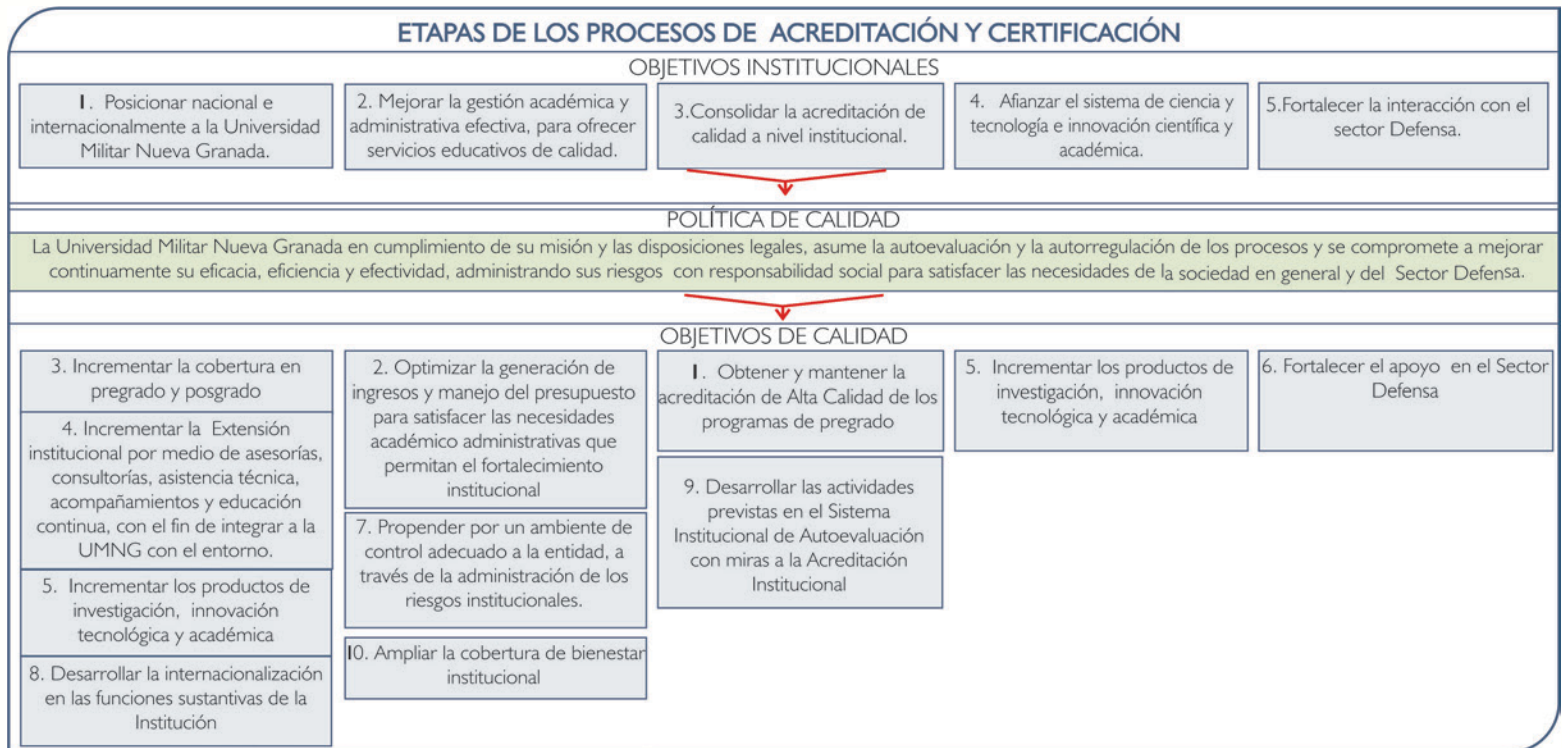 ETAPAS DE LOS PROCESOS DE ACREDITACIÓN Y CERTIFICACIÓN
OBJETIVOS INSTITUCIONALES
1. Posicionar nacional e
internacionalmente a la Universidad
Militar Nueva Granada.
2. Mejorar la gestión académica y
administrativa efectiva, para ofrecer
servicios educativos de calidad.
3.Consolidar la acreditación de
calidad a nivel institucional.
4. Afianzar el sistema de ciencia y
tecnología e innovación científica y
académica.
5.Fortalecer la interacción con el
sector Defensa.
POLÍTICA DE CALIDAD
La Universidad Militar Nueva Granada en cumplimiento de su misión y las disposiciones legales, asume la autoevaluación y la autorregulación de los procesos y se compromete a mejorar
continuamente su eficacia, eficiencia y efectividad, administrando sus riesgos con responsabilidad social para satisfacer las necesidades de la sociedad en general y del Sector Defensa.
OBJETIVOS DE CALIDAD
3. Incrementar la cobertura en
pregrado y posgrado
4. Incrementar la Extensión
institucional por medio de asesorías,
consultorías, asistencia técnica,
acompañamientos y educación
continua, con el fin de integrar a la
UMNG con el entorno.
5. Incrementar los productos de
investigación, innovación
tecnológica y académica
8. Desarrollar la internacionalización
en las funciones sustantivas de la
Institución
2. Optimizar la generación de
ingresos y manejo del presupuesto
para satisfacer las necesidades
académico administrativas que
permitan el fortalecimiento
institucional
7. Propender por un ambiente de
control adecuado a la entidad, a
través de la administración de los
riesgos institucionales.
10. Ampliar la cobertura de bienestar
institucional
1. Obtener y mantener la
acreditación de Alta Calidad de los
programas de pregrado
9. Desarrollar las actividades
previstas en el Sistema
Institucional de Autoevaluación
con miras a la Acreditación
Institucional
5. Incrementar los productos de
investigación, innovación
tecnológica y académica
6. Fortalecer el apoyo en el Sector
Defensa